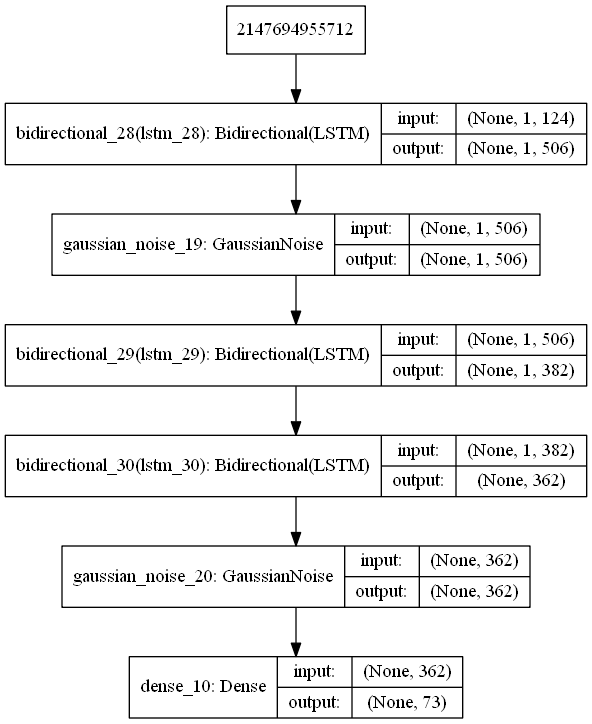 2147694955712
bidirectional_28(lstm_28): Bidirectional(LSTM)
input: (None, 1, 124)
output: (None, 1, 506)
gaussian_noise_19: GaussianNoise
input: (None, 1, 506)
output: (None, 1, 506)
bidirectional_29(lstm_29): Bidirectional(LSTM)
input: (None, 1, 506)
output: (None, 1, 382)
bidirectional_30(lstm_30): Bidirectional(LSTM)
input: (None, 1, 382)
output: (None, 362)
gaussian_noise_20: GaussianNoise
input: (None, 362)
output: (None, 362)
dense_10: Dense
input: (None, 362)
output: (None, 73)